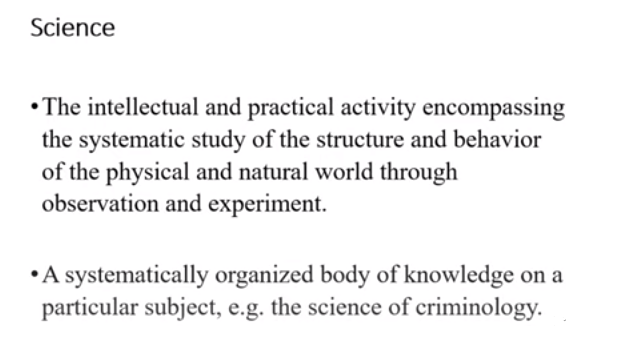 Science
•The intellectual and practical activity encompassing
the systematic study of the structure and behavior
of the physical and natural world through
observation and experiment.
•A systematically organized body of knowledge on a
particular subject, e.g. the science of criminology.